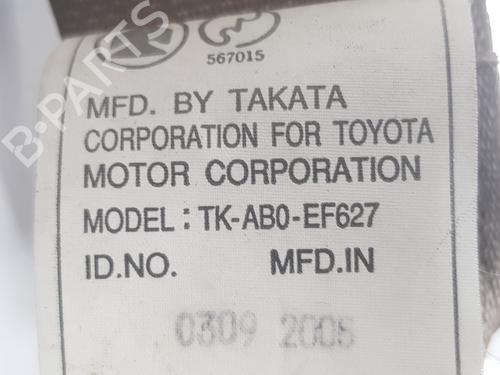 567015
MFD. BY TAKATA
CORPORATION FOR TOYOTA
MOTOR CORPORATION
MODEL : TK-AB0-EF627
ID.NO. MFD.IN
0309 2005
B-PARTS